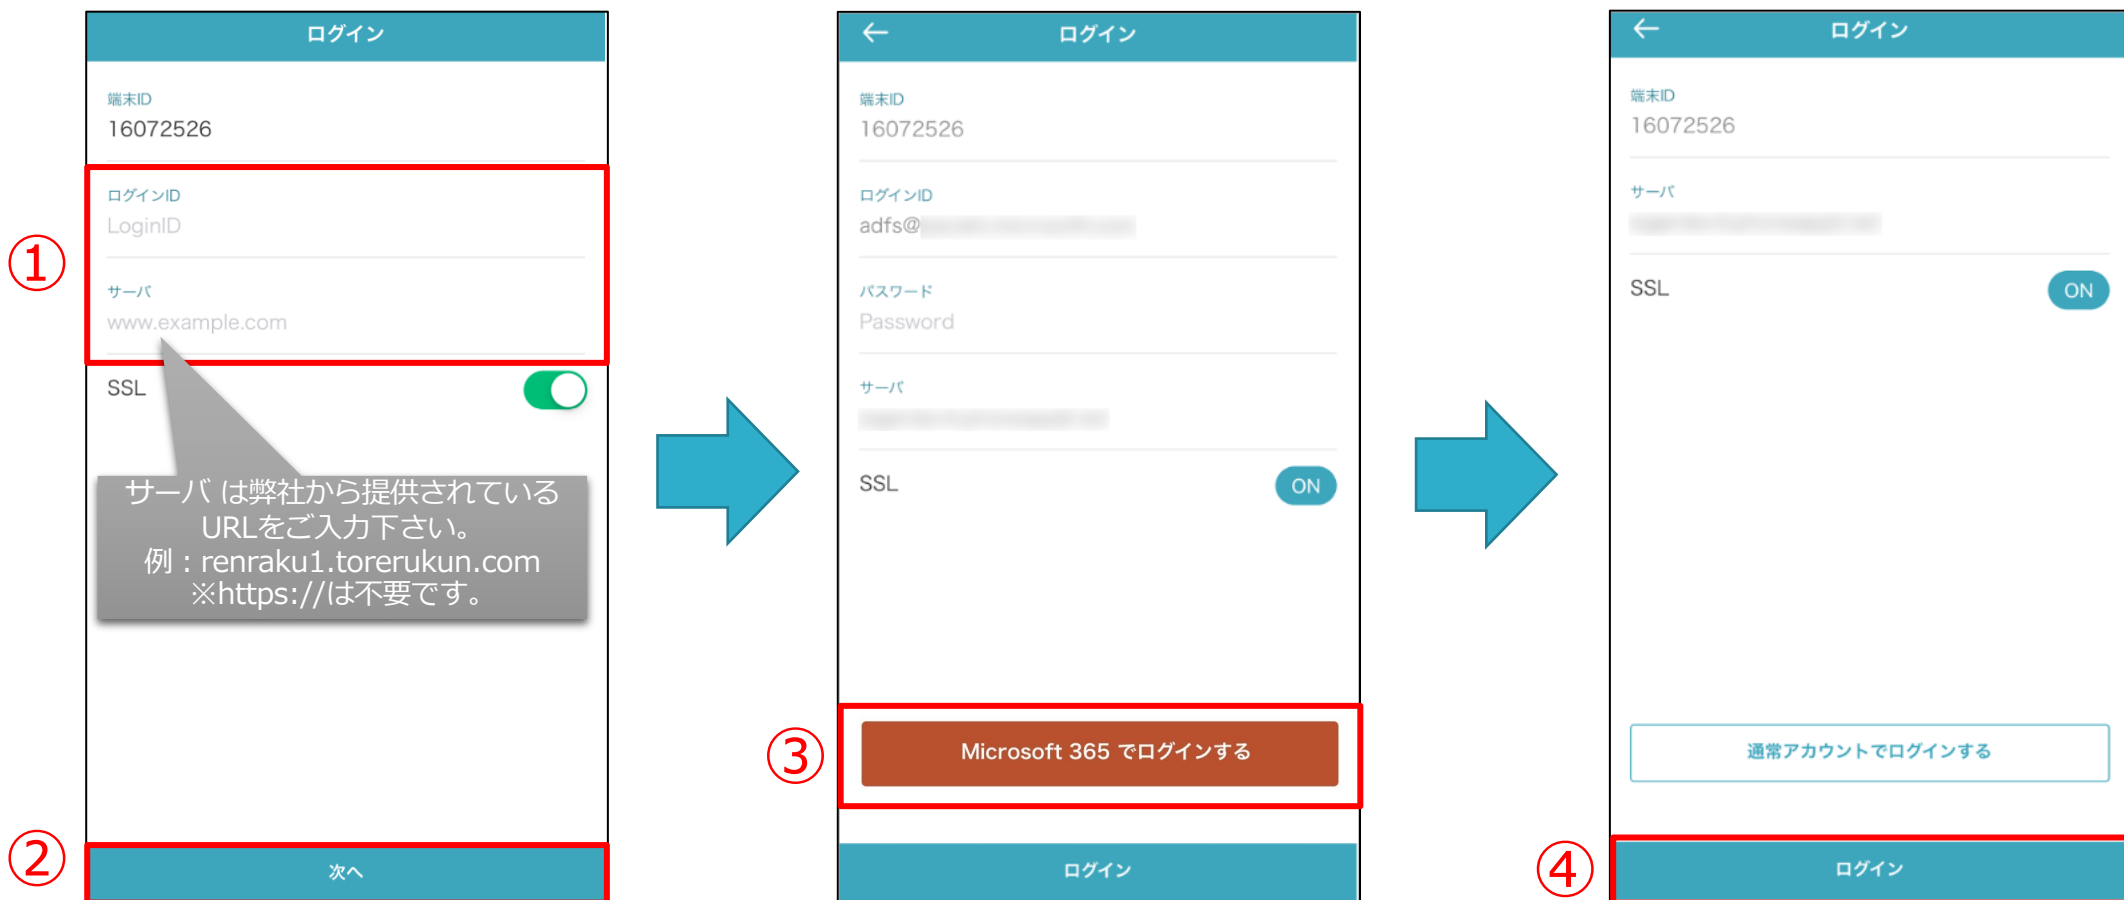 ログイン
端末ID
16072526
ログインID
LoginID
サーバ
www.example.com
SSL
サーバ は弊社から提供されている
URLをご入力下さい。
例：renraku1.torerukun.com
※https://は不要です。
次へ
①
②
ログイン
端末ID
16072526
ログインID
adfs@
パスワード
Password
サーバ
SSL
ON
Microsoft 365 でログインする
ログイン
③
ログイン
端末ID
16072526
サーバ
SSL
ON
通常アカウントでログインする
ログイン
④